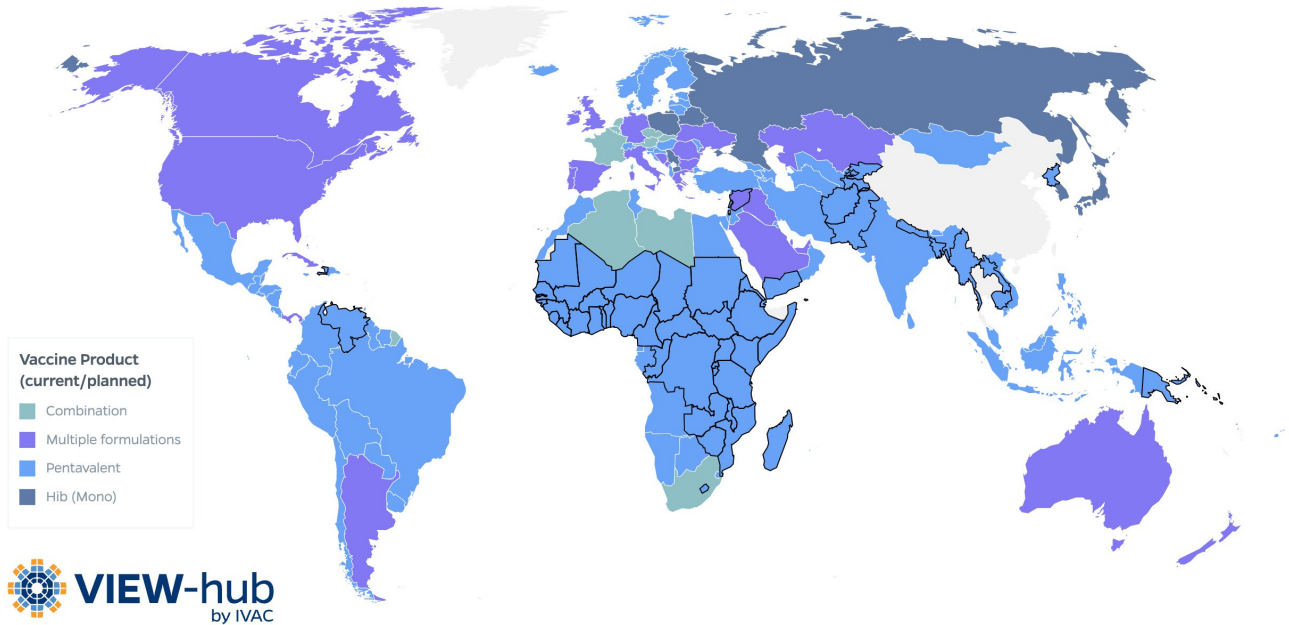 Vaccine Product
(current/planned)
Combination
Multiple formulations
Pentavalent
Hib (Mono)
VIEW-hub
by IVAC